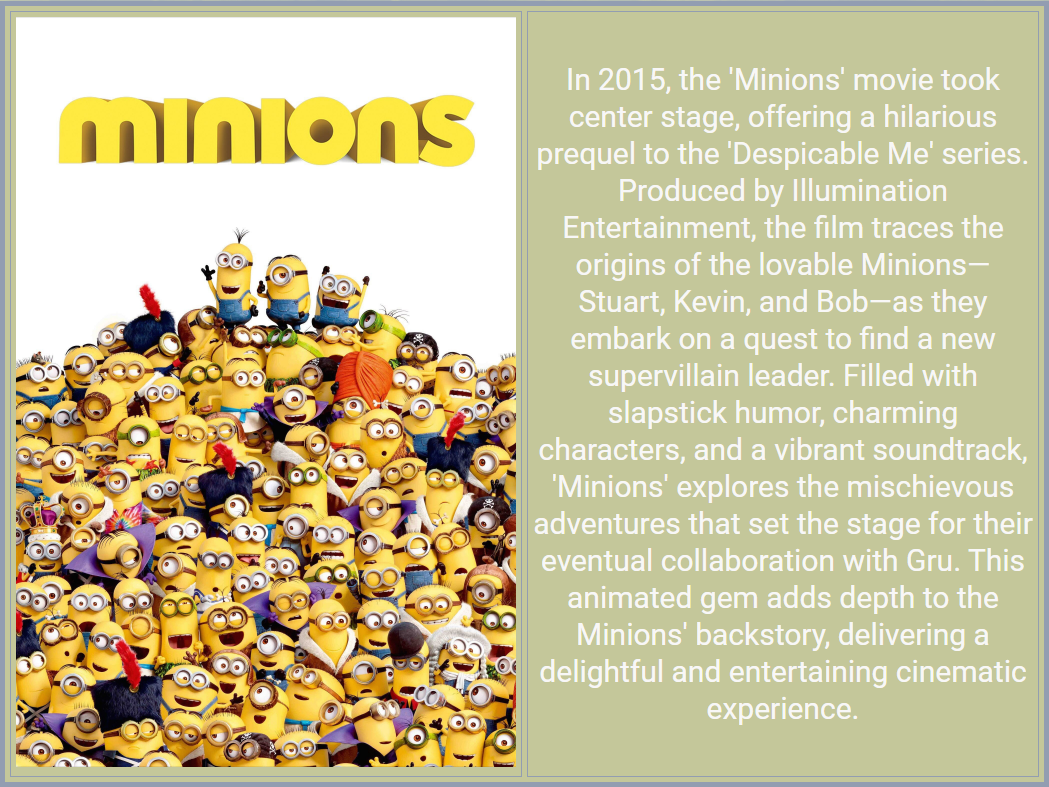 minions
In 2015, the 'Minions' movie took
center stage, offering a hilarious
prequel to the 'Despicable Me' series.
Produced by Illumination
Entertainment, the film traces the
origins of the lovable Minions—
Stuart, Kevin, and Bob—as they
embark on a quest to find a new
supervillain leader. Filled with
slapstick humor, charming
characters, and a vibrant soundtrack,
'Minions' explores the mischievous
adventures that set the stage for their
eventual collaboration with Gru. This
animated gem adds depth to the
Minions' backstory, delivering a
delightful and entertaining cinematic
experience.